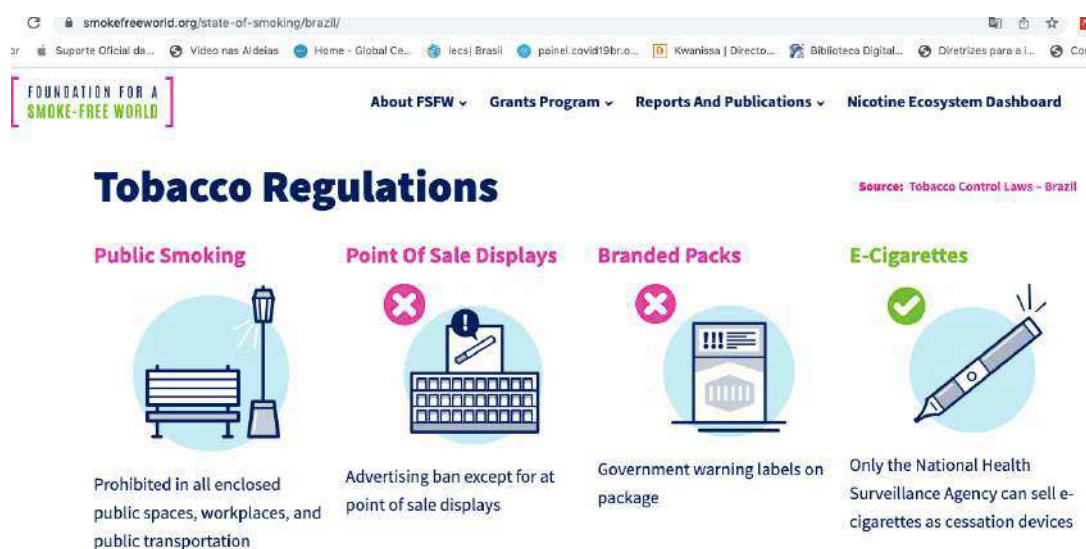 smokefreeworld.org/state-of-smoking/brazil/
Suporte Oficial da... Vídeo nas Aldeias Home - Global Ce... lecs| Brasil painel.covid19br.o... Kwanissa | Directo... Biblioteca Digital... Diretrizes para a i...
FOUNDATION FOR A
SMOKE-FREE WORLD
About FSFW Grants Program Reports And Publications Nicotine Ecosystem Dashboard
Tobacco Regulations
Source: Tobacco Control Laws – Brazil
Public Smoking
Prohibited in all enclosed
public spaces, workplaces, and
public transportation
Point Of Sale Displays
Advertising ban except for at
point of sale displays
Branded Packs
Government warning labels on
package
E-Cigarettes
Only the National Health
Surveillance Agency can sell e-
cigarettes as cessation devices